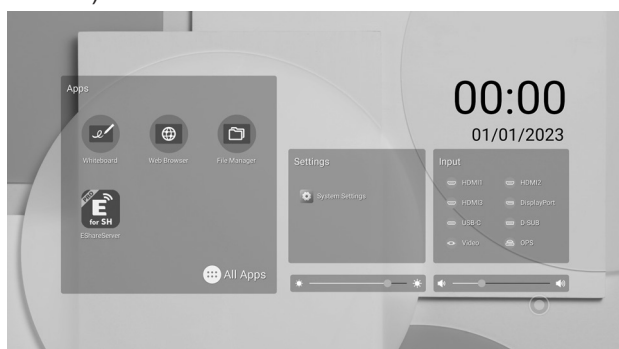 Apps
Whiteboard
Web Browser
File Manager
PRO
E
for SH
EShareServer
All Apps
Settings
System Settings
00:00
01/01/2023
Input
HDMI1
HDMI2
HDMI3
DisplayPort
USB-C
D-SUB
Video
OPS